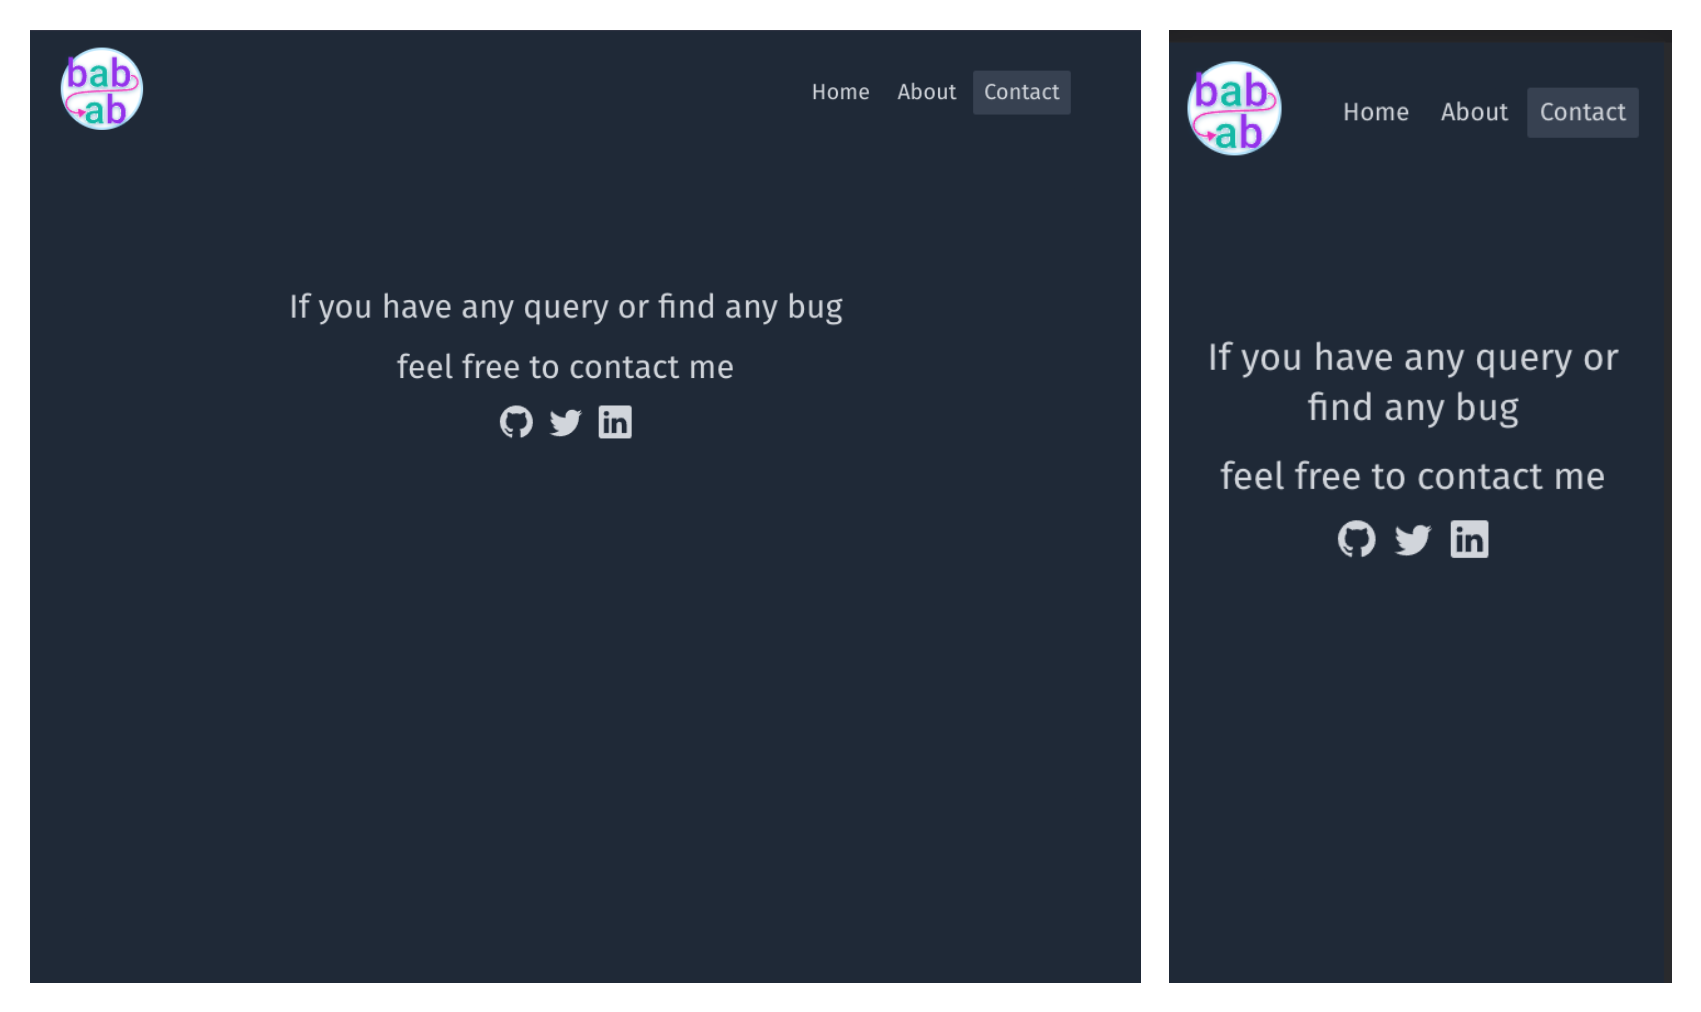 bab
ab
Home About Contact
If you have any query or find any bug
feel free to contact me
in
bab
ab
Home About Contact
If you have any query or
find any bug
feel free to contact me
in